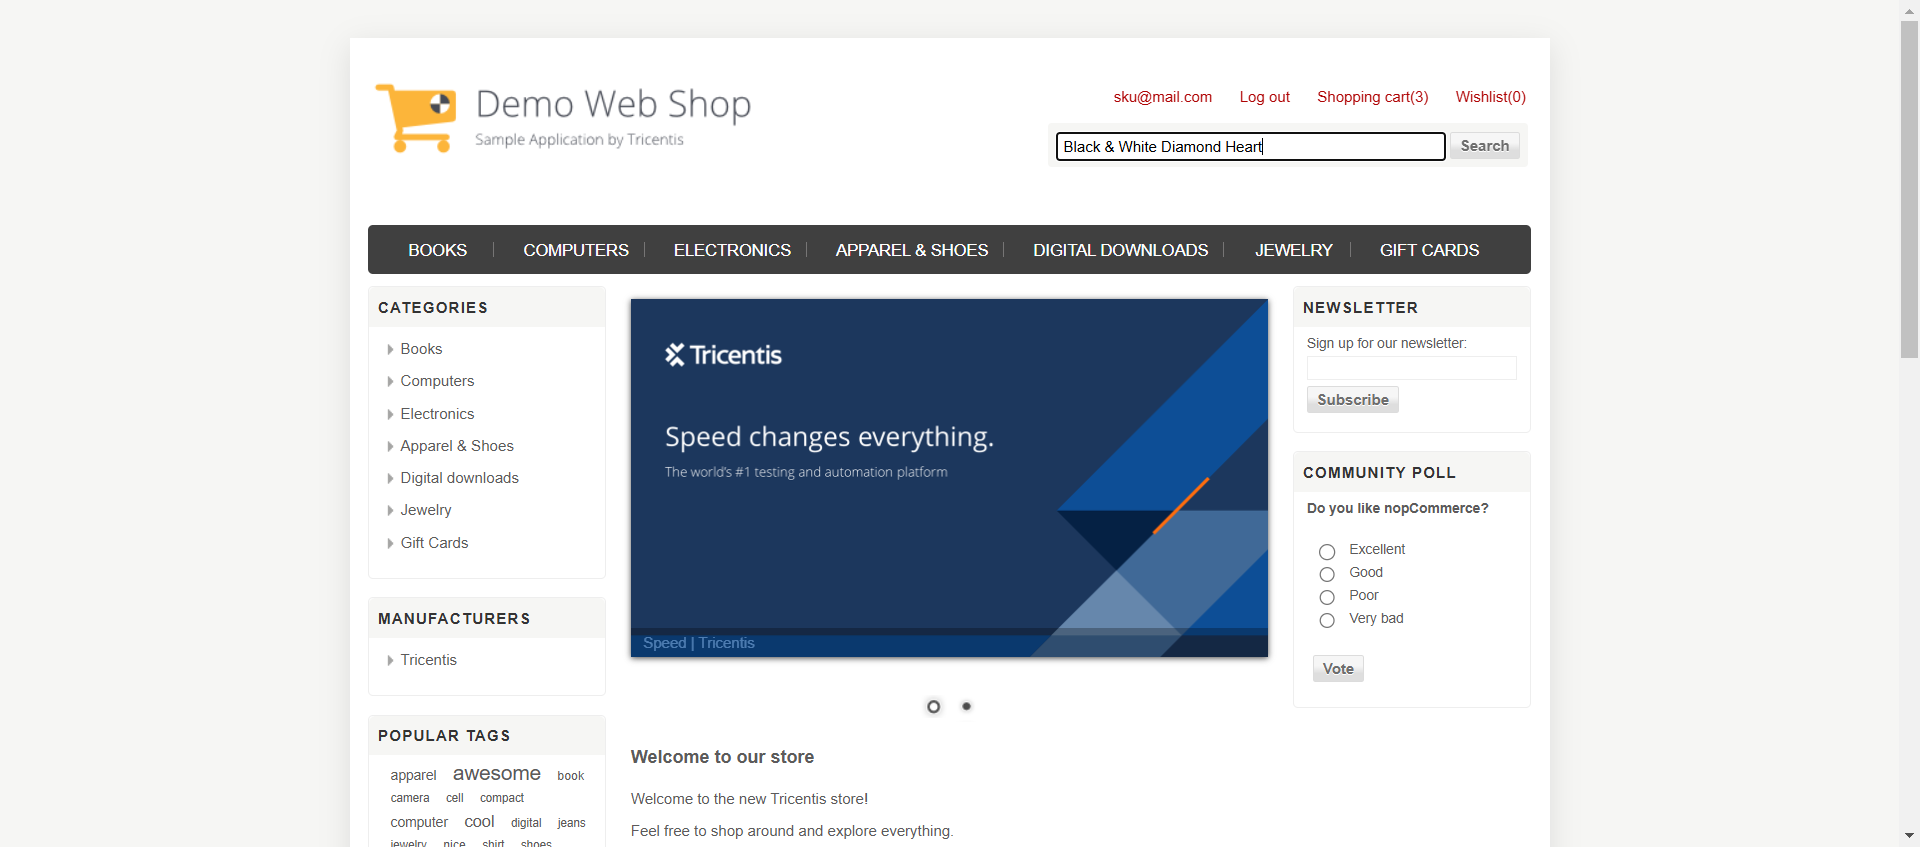 Demo Web Shop
Sample Application by Tricentis
sku@mail.com Log out Shopping cart(3) Wishlist(0)
Black & White Diamond Heart Search
BOOKS COMPUTERS ELECTRONICS APPAREL & SHOES DIGITAL DOWNLOADS JEWELRY GIFT CARDS
CATEGORIES
Books
Computers
Electronics
Apparel & Shoes
Digital downloads
Jewelry
Gift Cards
MANUFACTURERS
Tricentis
POPULAR TAGS
apparel awesome book
camera cell compact
computer cool digital jeans
jewelry nice shirt shoes
Tricentis
Speed changes everything.
The world's #1 testing and automation platform
Speed | Tricentis
Welcome to our store
Welcome to the new Tricentis store!
Feel free to shop around and explore everything.
NEWSLETTER
Sign up for our newsletter:
Subscribe
COMMUNITY POLL
Do you like nopCommerce?
Excellent
Good
Poor
Very bad
Vote